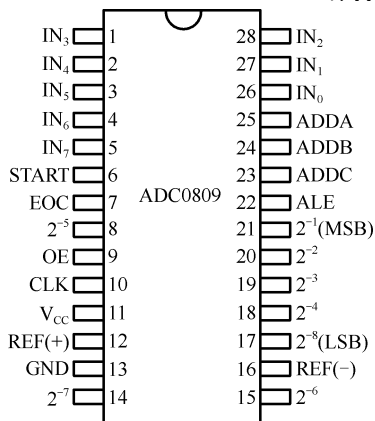 IN₃ 1 28 IN₂
IN₄ 2 27 IN₁
IN₅ 3 26 IN₀
IN₆ 4 25 ADDA
IN₇ 5 24 ADDB
START 6 23 ADDC
EOC 7 ADC0809 22 ALE
2⁻⁵ 8 21 2⁻¹(MSB)
OE 9 20 2⁻²
CLK 10 19 2⁻³
V_CC 11 18 2⁻⁴
REF(+) 12 17 2⁻⁸(LSB)
GND 13 16 REF(−)
2⁻⁷ 14 15 2⁻⁶